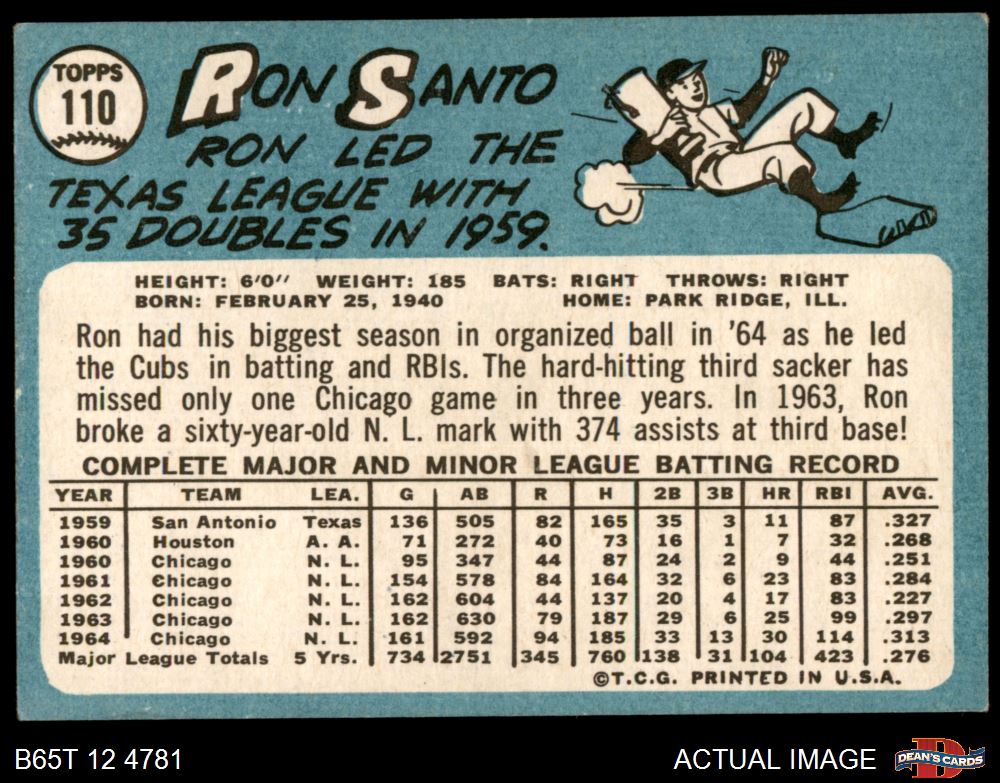 TOPPS
110
RON SANTO
RON LED THE
TEXAS LEAGUE WITH
35 DOUBLES IN 1959.
HEIGHT: 6'0" WEIGHT: 185 BATS: RIGHT THROWS: RIGHT
BORN: FEBRUARY 25, 1940 HOME: PARK RIDGE, ILL.
Ron had his biggest season in organized ball in '64 as he led
the Cubs in batting and RBIs. The hard-hitting third sacker has
missed only one Chicago game in three years. In 1963, Ron
broke a sixty-year-old N. L. mark with 374 assists at third base!
COMPLETE MAJOR AND MINOR LEAGUE BATTING RECORD
YEAR TEAM LEA. G AB R H 2B 3B HR RBI AVG.
1959 San Antonio Texas 136 505 82 165 35 3 11 87 .327
1960 Houston A. A. 71 272 40 73 16 1 7 32 .268
1960 Chicago N. L. 95 347 44 87 24 2 9 44 .251
1961 Chicago N. L. 154 578 84 164 32 6 23 83 .284
1962 Chicago N. L. 162 604 44 137 20 4 17 83 .227
1963 Chicago N. L. 162 630 79 187 29 6 25 99 .297
1964 Chicago N. L. 161 592 94 185 33 13 30 114 .313
Major League Totals 5 Yrs. 734 2751 345 760 138 31 104 423 .276
©T.C.G. PRINTED IN U.S.A.
B65T 12 4781 ACTUAL IMAGE D DEAN'S CARDS